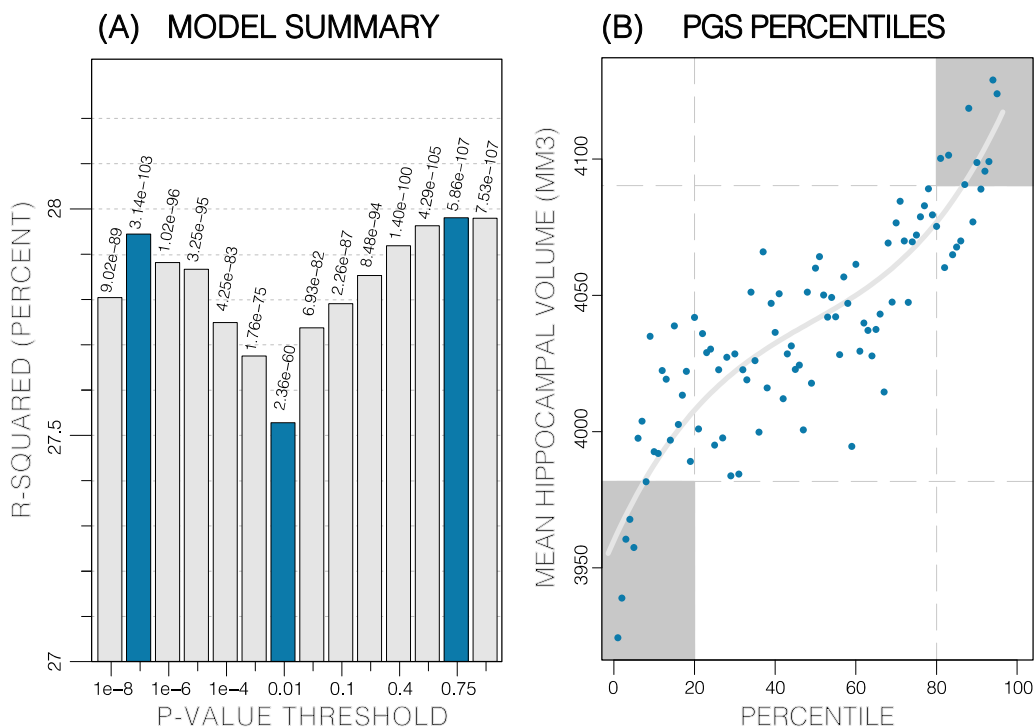 (A) MODEL SUMMARY
R-SQUARED (PERCENT)
28
27.5
27
9.02e−89
3.14e−103
1.02e−96
3.25e−95
4.25e−83
1.76e−75
2.36e−60
6.93e−82
2.26e−87
8.48e−94
1.40e−100
4.29e−105
5.86e−107
7.53e−107
1e−8 1e−6 1e−4 0.01 0.1 0.4 0.75
P-VALUE THRESHOLD
(B) PGS PERCENTILES
MEAN HIPPOCAMPAL VOLUME (MM3)
4100
4050
4000
3950
0 20 40 60 80 100
PERCENTILE